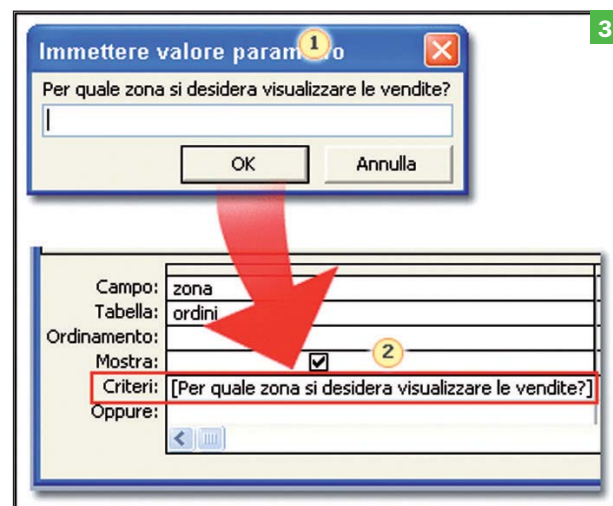 3
Immettere valore param 1 o
Per quale zona si desidera visualizzare le vendite?
OK Annulla
Campo: zona
Tabella: ordini
Ordinamento:
Mostra: 2
Criteri: [Per quale zona si desidera visualizzare le vendite?]
Oppure: